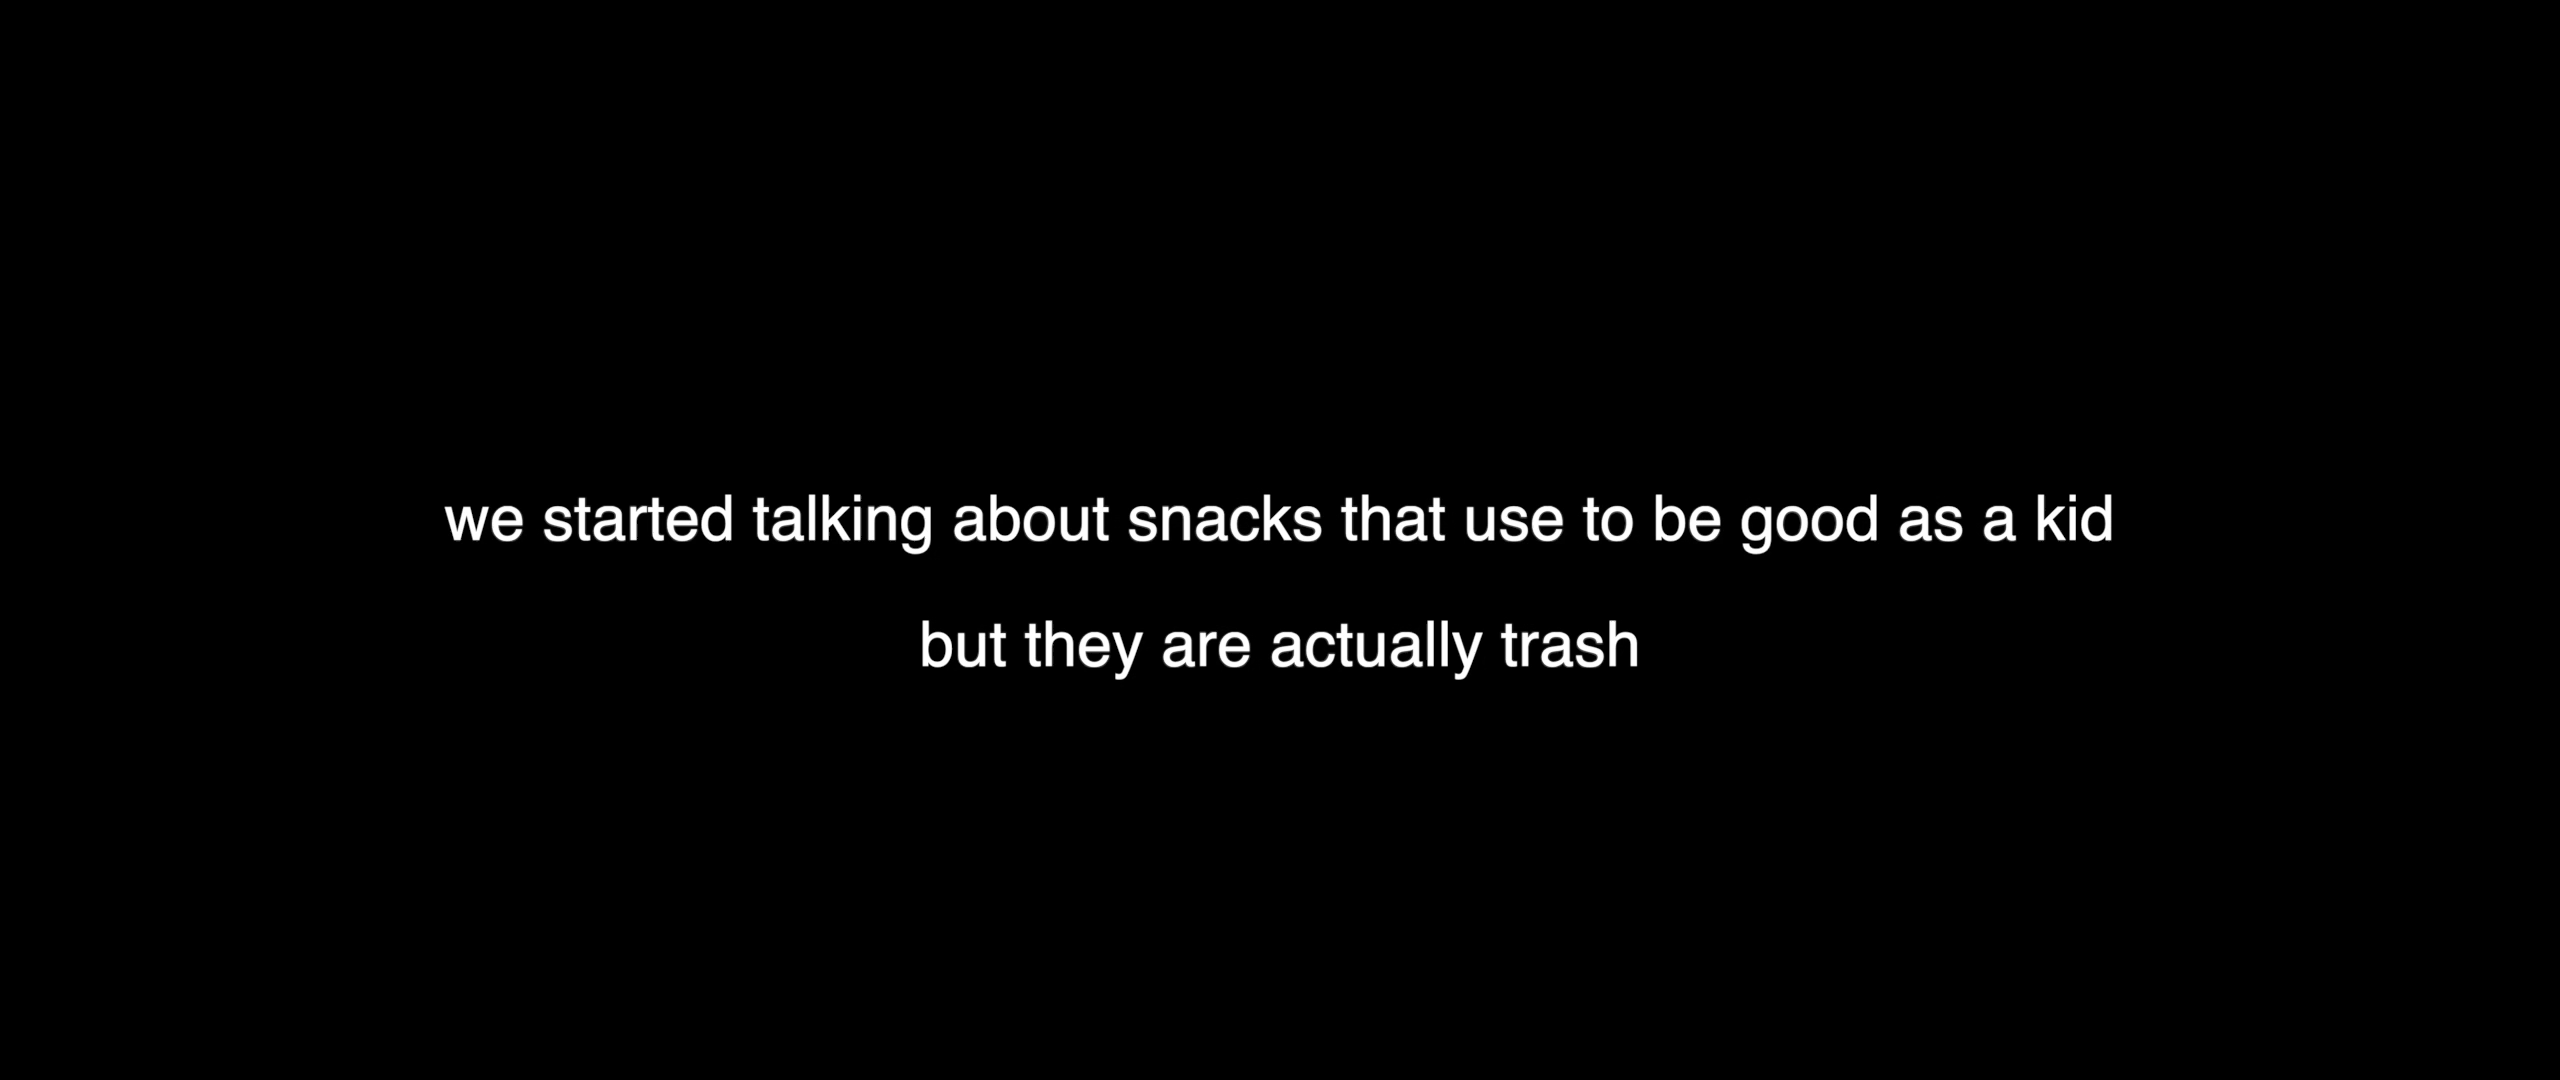 we started talking about snacks that use to be good as a kid
but they are actually trash